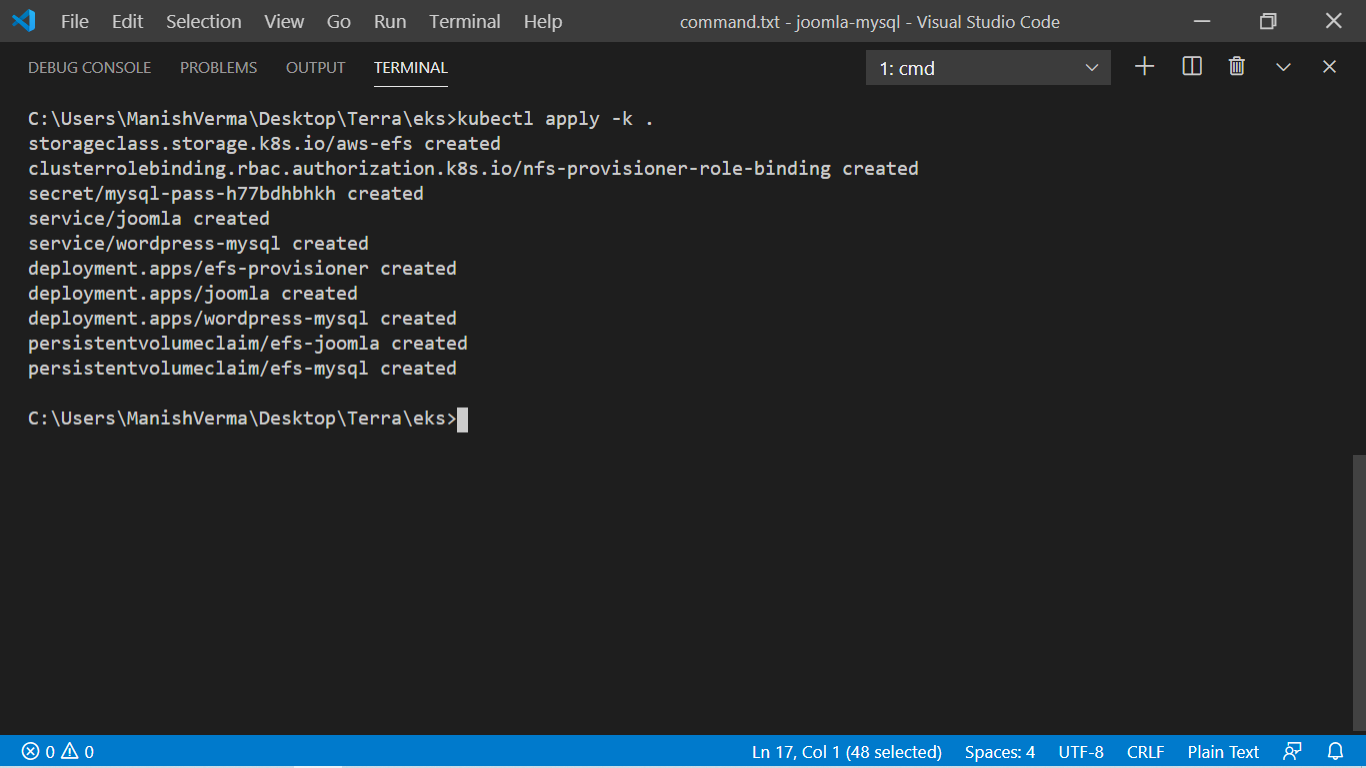 File Edit Selection View Go Run Terminal Help command.txt - joomla-mysql - Visual Studio Code
DEBUG CONSOLE PROBLEMS OUTPUT TERMINAL 1: cmd
C:\Users\ManishVerma\Desktop\Terra\eks>kubectl apply -k .
storageclass.storage.k8s.io/aws-efs created
clusterrolebinding.rbac.authorization.k8s.io/nfs-provisioner-role-binding created
secret/mysql-pass-h77bdhbhkh created
service/joomla created
service/wordpress-mysql created
deployment.apps/efs-provisioner created
deployment.apps/joomla created
deployment.apps/wordpress-mysql created
persistentvolumeclaim/efs-joomla created
persistentvolumeclaim/efs-mysql created
C:\Users\ManishVerma\Desktop\Terra\eks>
0 0 Ln 17, Col 1 (48 selected) Spaces: 4 UTF-8 CRLF Plain Text